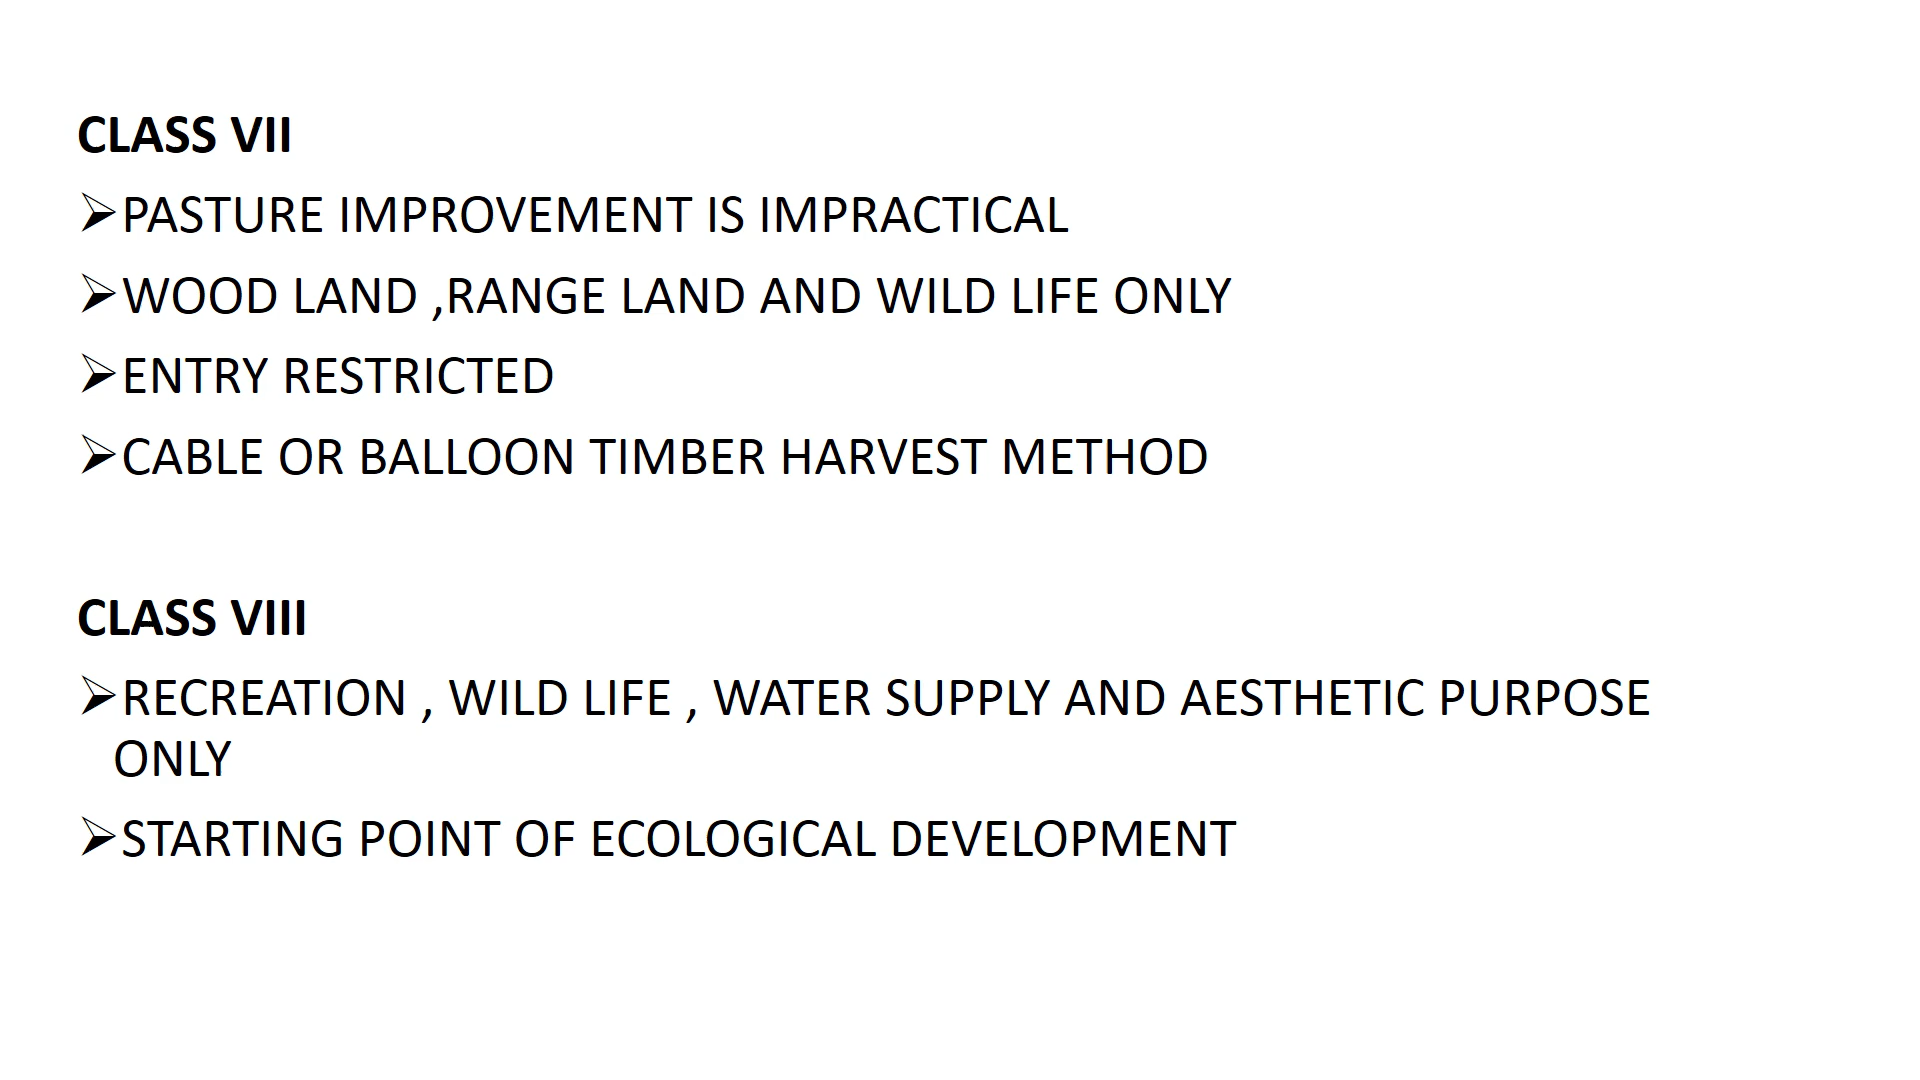 CLASS VII
➢PASTURE IMPROVEMENT IS IMPRACTICAL
➢WOOD LAND ,RANGE LAND AND WILD LIFE ONLY
➢ENTRY RESTRICTED
➢CABLE OR BALLOON TIMBER HARVEST METHOD
CLASS VIII
➢RECREATION , WILD LIFE , WATER SUPPLY AND AESTHETIC PURPOSE
ONLY
➢STARTING POINT OF ECOLOGICAL DEVELOPMENT